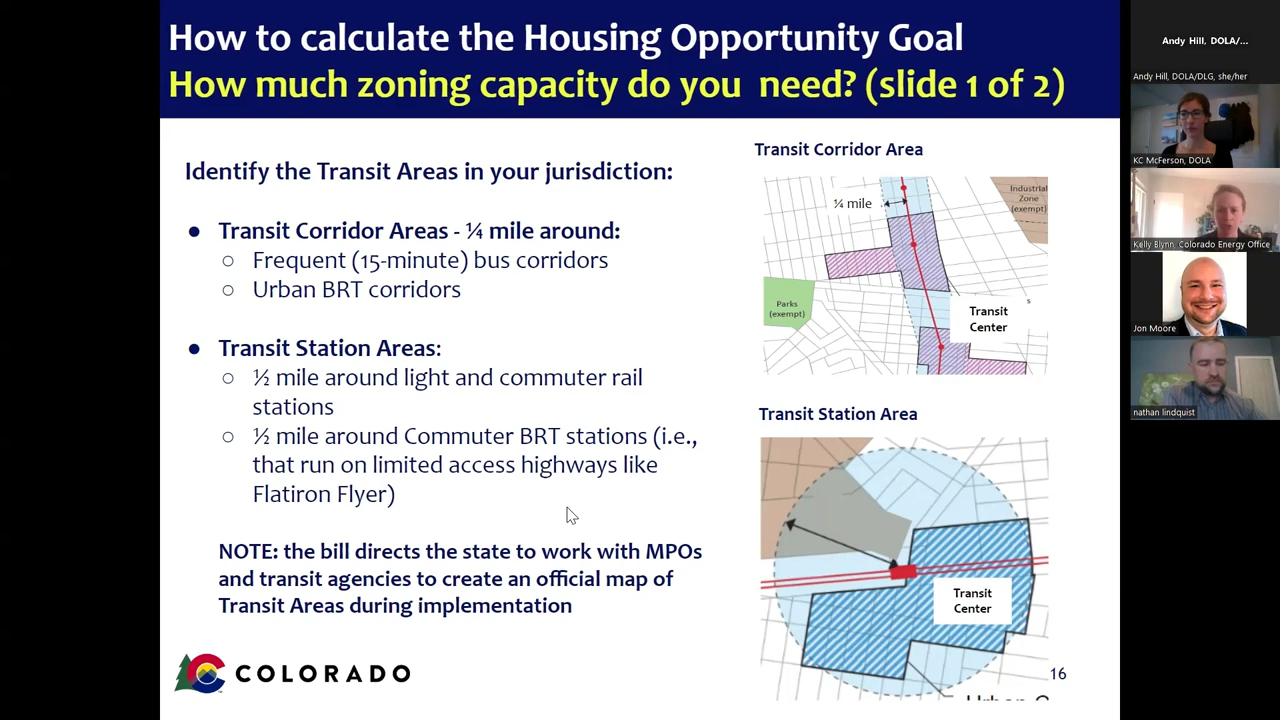 How to calculate the Housing Opportunity Goal
How much zoning capacity do you need? (slide 1 of 2)
Identify the Transit Areas in your jurisdiction:
● Transit Corridor Areas - ¼ mile around:
○ Frequent (15-minute) bus corridors
○ Urban BRT corridors
● Transit Station Areas:
○ ½ mile around light and commuter rail
stations
○ ½ mile around Commuter BRT stations (i.e.,
that run on limited access highways like
Flatiron Flyer)
NOTE: the bill directs the state to work with MPOs
and transit agencies to create an official map of
Transit Areas during implementation
COLORADO
Transit Corridor Area
¼ mile
Industrial
Zone
(exempt)
Parks
(exempt)
s
Transit
Center
Transit Station Area
Transit
Center
16
Andy Hill, DOLA/...
Andy Hill, DOLA/DLG, she/her
KC McFerson, DOLA
Kelly Blynn, Colorado Energy Office
Jon Moore
nathan lindquist